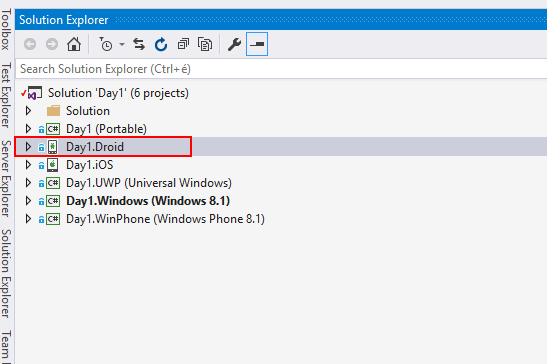 Solution Explorer
Search Solution Explorer (Ctrl+é)
Solution 'Day1' (6 projects)
Solution
C# Day1 (Portable)
Day1.Droid
Day1.iOS
C# Day1.UWP (Universal Windows)
C# Day1.Windows (Windows 8.1)
C# Day1.WinPhone (Windows Phone 8.1)
Toolbox
Test Explorer
Server Explorer
Solution Explorer
Team